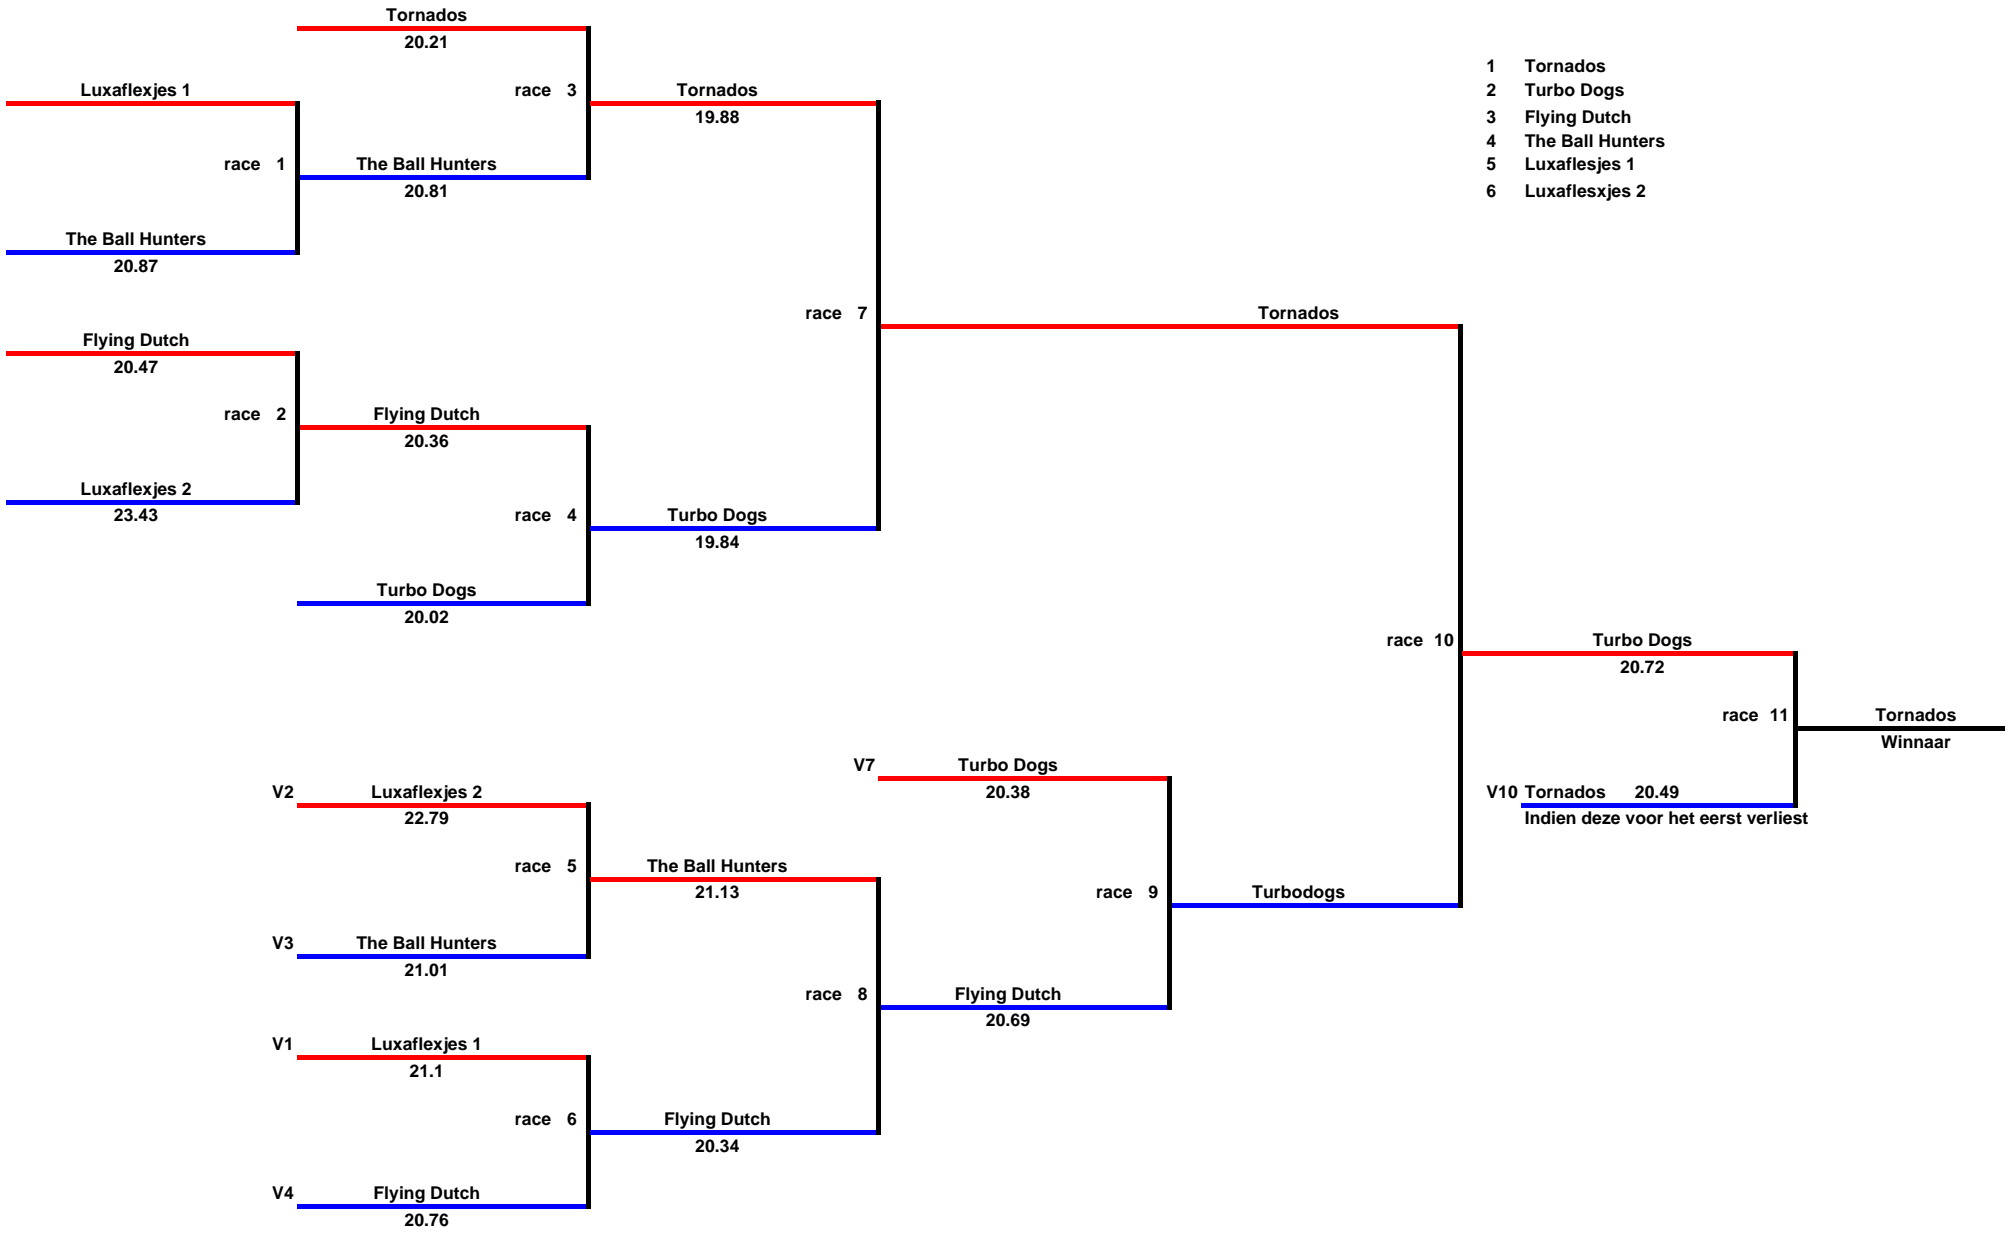 Tornados
20.21
1 Tornados
Luxaflexjes 1
race 3
Tornados
2 Turbo Dogs
19.88
3 Flying Dutch
4 The Ball Hunters
race 1
The Ball Hunters
5 Luxaflesjes 1
20.81
6 Luxaflesxjes 2
The Ball Hunters
20.87
race 7
Tornados
Flying Dutch
20.47
race 2
Flying Dutch
20.36
Luxaflexjes 2
23.43
race 4
Turbo Dogs
19.84
Turbo Dogs
20.02
race 10
Turbo Dogs
20.72
race 11
Tornados
Winnaar
V7
Turbo Dogs
20.38
V2
Luxaflexjes 2
22.79
V10 Tornados 20.49
Indien deze voor het eerst verliest
race 5
The Ball Hunters
21.13
race 9
Turbodogs
V3
The Ball Hunters
21.01
race 8
Flying Dutch
20.69
V1
Luxaflexjes 1
21.1
race 6
Flying Dutch
20.34
V4
Flying Dutch
20.76